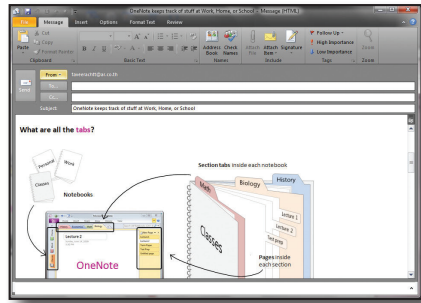 OneNote keeps track of stuff at Work, Home, or School - Message (HTML)
File Message Insert Options Format Text Review
Paste
Cut
Copy
Format Painter
Clipboard
B I U
Basic Text
Address Book
Check Names
Names
Attach File
Attach Item
Signature
Include
Follow Up
High Importance
Low Importance
Tags
Zoom
Zoom
Send
From
To...
Cc...
Subject:
OneNote keeps track of stuff at Work, Home, or School
What are all the tabs?
Personal
Work
Classes
Notebooks
Section tabs inside each notebook
Math
Biology
History
Lecture 1
Lecture 2
Test prep
Classes
Pages inside
each section
Lecture 2
OneNote